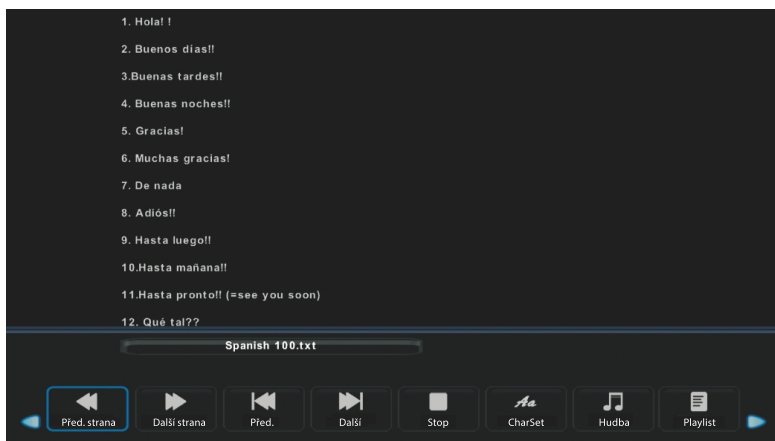 1. Hola! !
2. Buenos días!!
3.Buenas tardes!!
4. Buenas noches!!
5. Gracias!
6. Muchas gracias!
7. De nada
8. Adiós!!
9. Hasta luego!!
10.Hasta mañana!!
11.Hasta pronto!! (=see you soon)
12. Qué tal??
Spanish 100.txt
Před. strana Další strana Před. Další Stop Aa CharSet Hudba Playlist